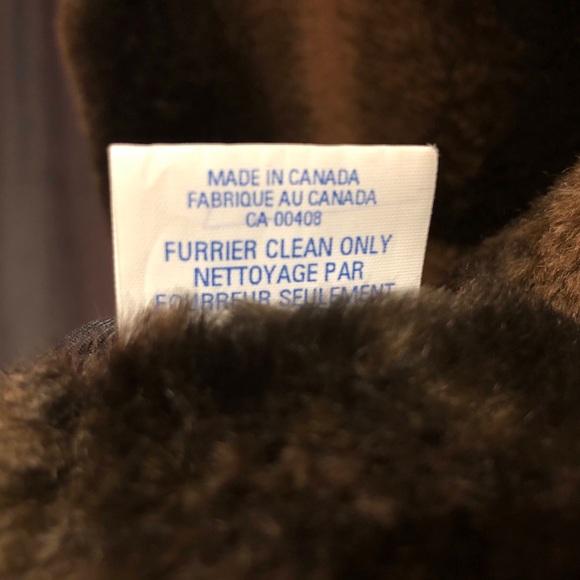 MADE IN CANADA
FABRIQUE AU CANADA
CA 00408
FURRIER CLEAN ONLY
NETTOYAGE PAR
FOURREUR SEULEMENT